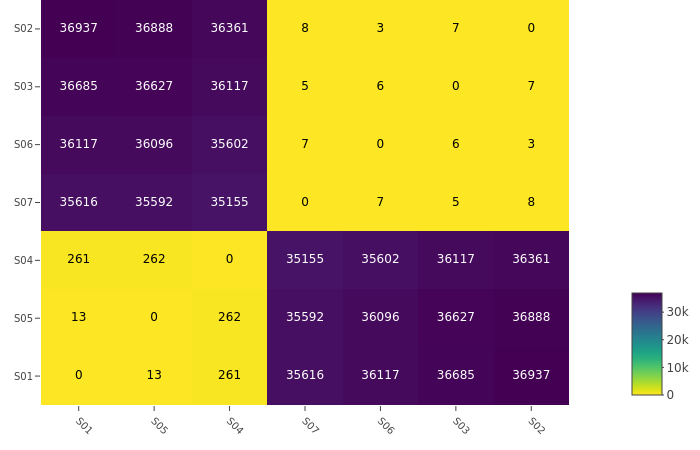 S02 36937 36888 36361 8 3 7 0
S03 36685 36627 36117 5 6 0 7
S06 36117 36096 35602 7 0 6 3
S07 35616 35592 35155 0 7 5 8
S04 261 262 0 35155 35602 36117 36361
S05 13 0 262 35592 36096 36627 36888
S01 0 13 261 35616 36117 36685 36937
S01 S05 S04 S07 S06 S03 S02
30k
20k
10k
0